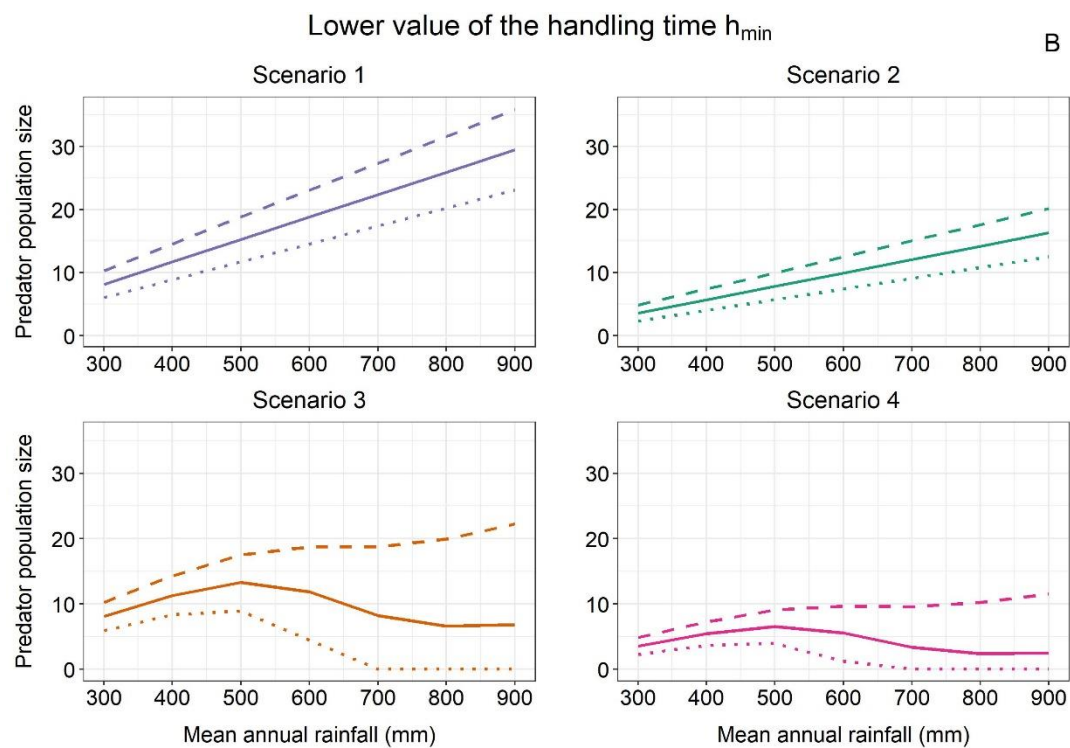 Lower value of the handling time hmin
B
Scenario 1
Scenario 2
Predator population size
30
20
10
0
300 400 500 600 700 800 900
30
20
10
0
300 400 500 600 700 800 900
Scenario 3
Scenario 4
Predator population size
30
20
10
0
300 400 500 600 700 800 900
Mean annual rainfall (mm)
30
20
10
0
300 400 500 600 700 800 900
Mean annual rainfall (mm)